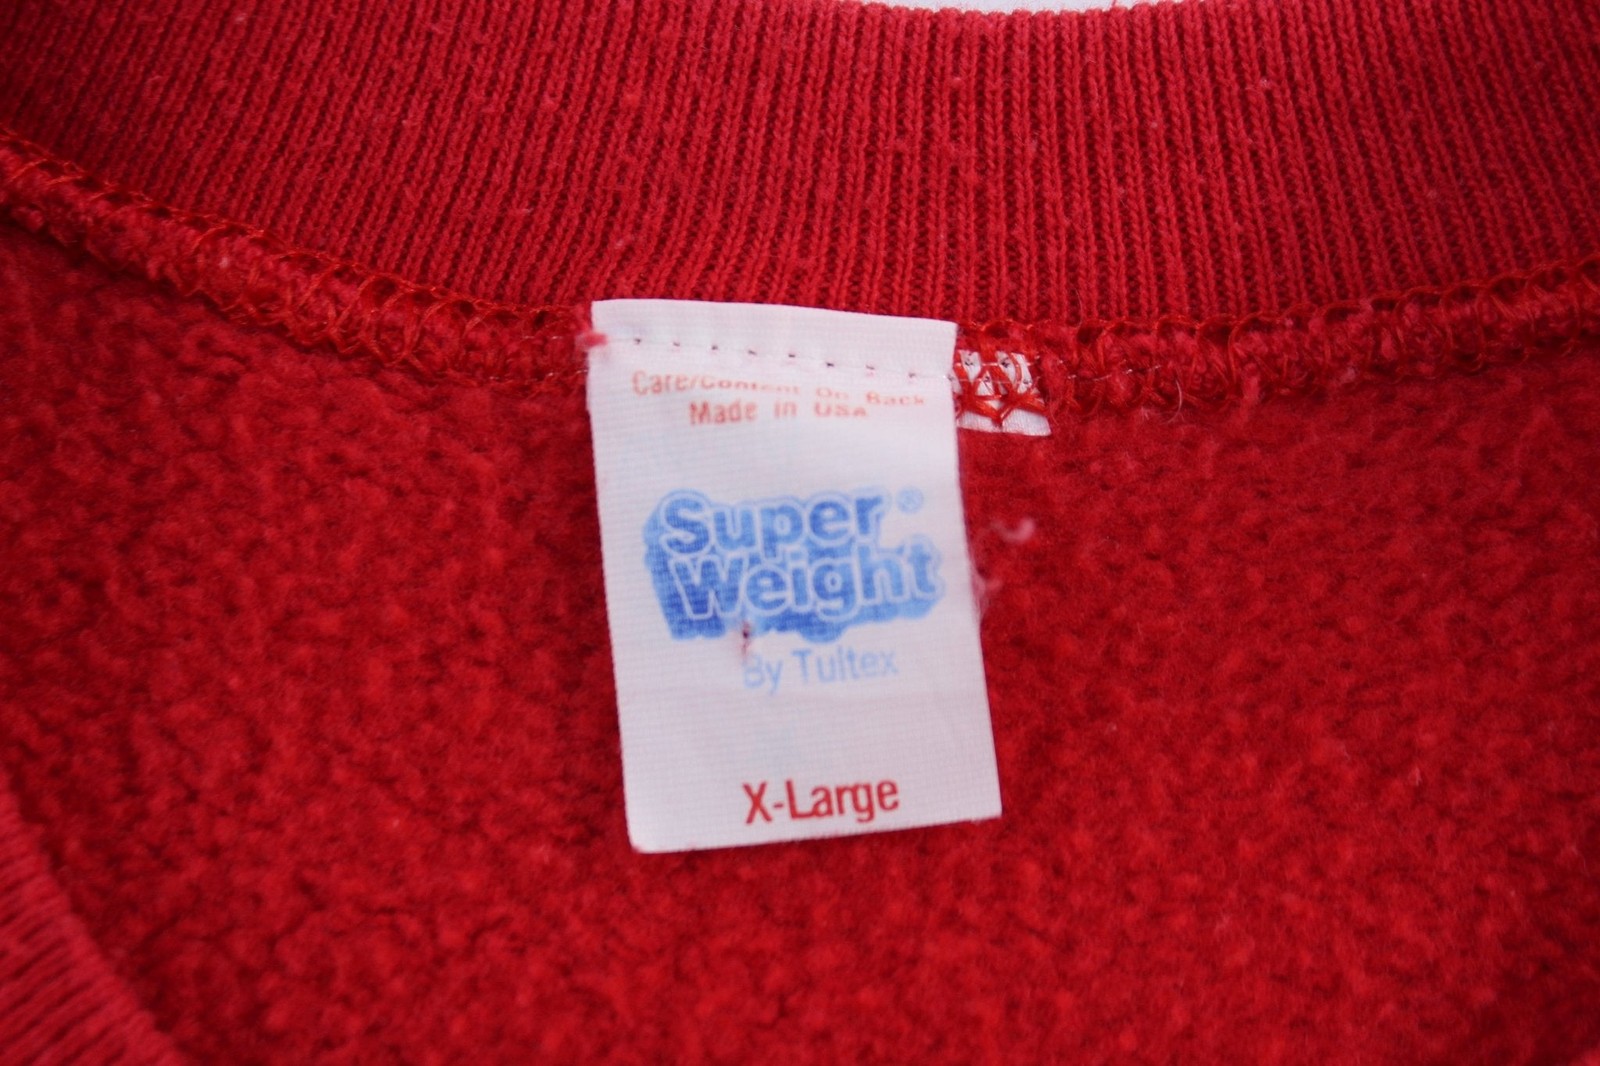 Care/Content On Back
Made in USA
Super ®
Weight
By Tultex
X-Large